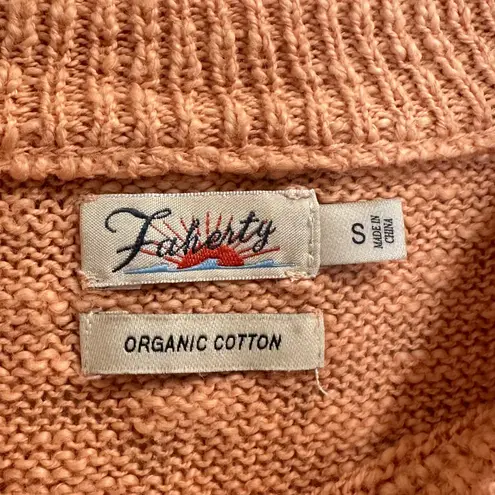 Faherty
S
MADE IN
CHINA
ORGANIC COTTON